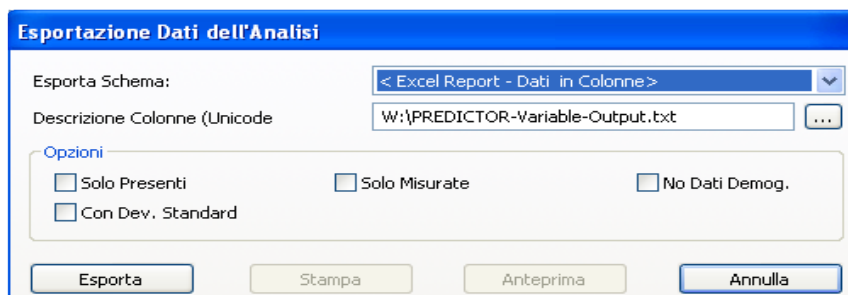 Esportazione Dati dell'Analisi
Esporta Schema: < Excel Report - Dati in Colonne>
Descrizione Colonne (Unicode W:\PREDICTOR-Variable-Output.txt ...
Opzioni
Solo Presenti Solo Misurate No Dati Demog.
Con Dev. Standard
Esporta Stampa Anteprima Annulla